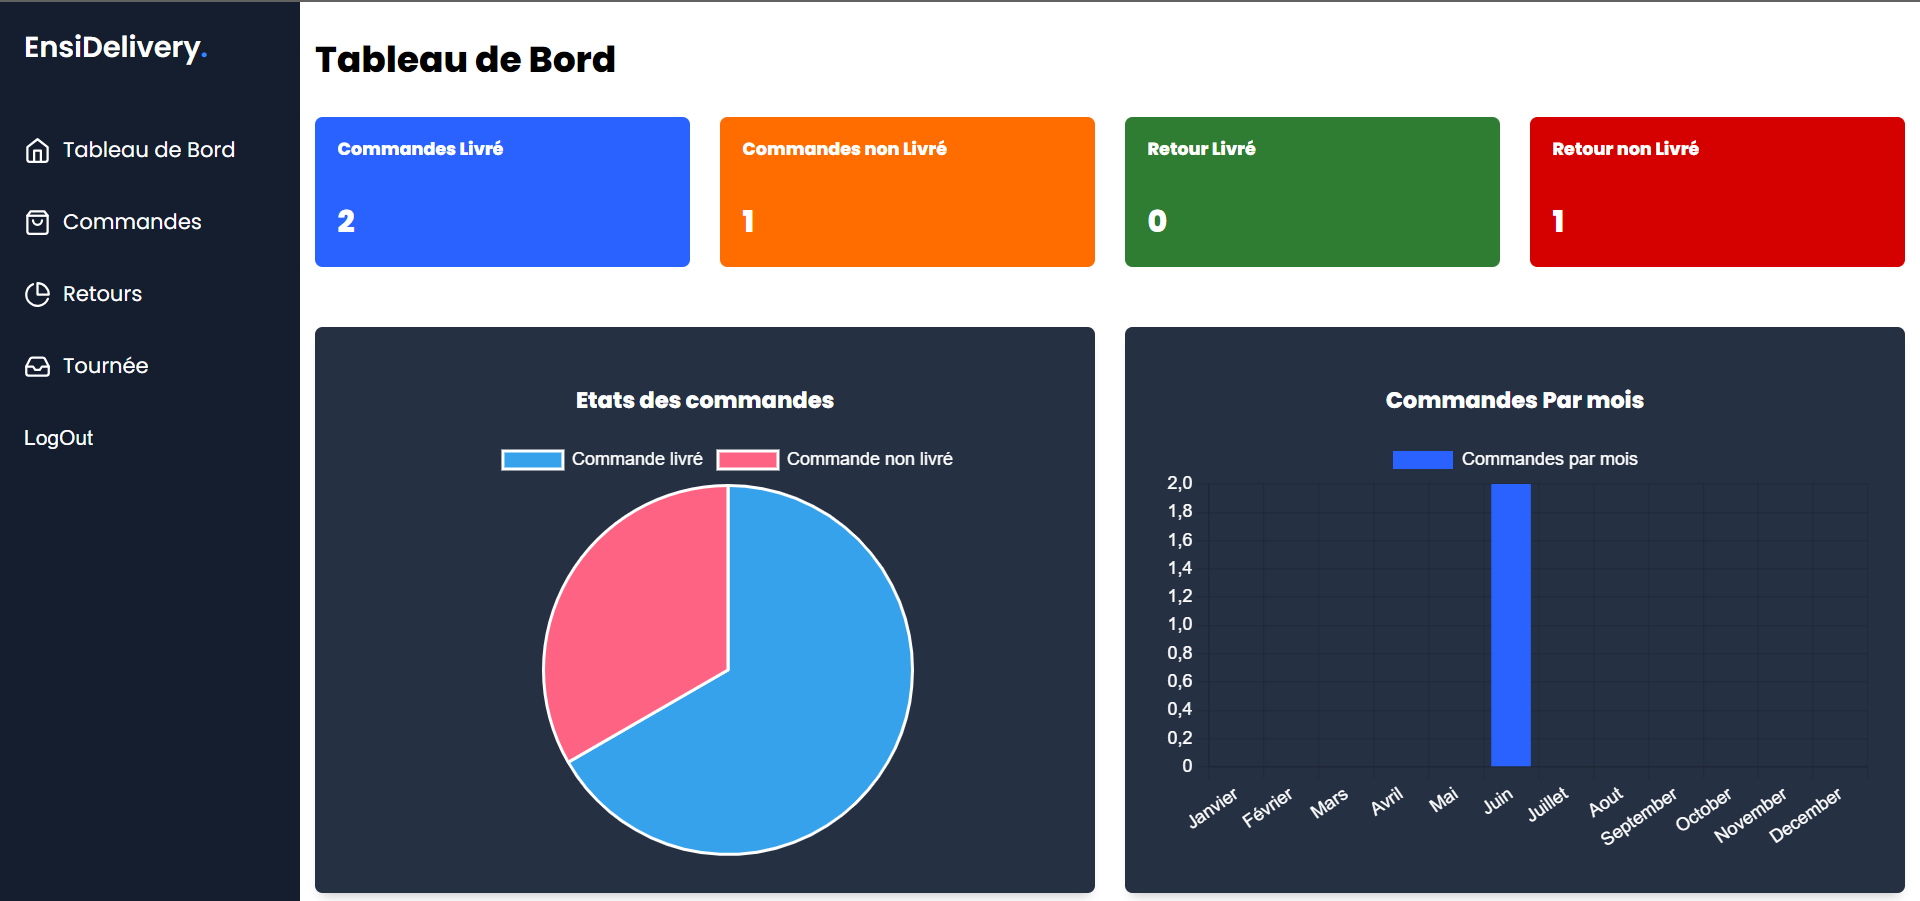 EnsiDelivery.
Tableau de Bord
Commandes
Retours
Tournée
LogOut
Tableau de Bord
Commandes Livré
2
Commandes non Livré
1
Retour Livré
0
Retour non Livré
1
Etats des commandes
Commande livré
Commande non livré
Commandes Par mois
Commandes par mois
2,0
1,8
1,6
1,4
1,2
1,0
0,8
0,6
0,4
0,2
0
Janvier
Février
Mars
Avril
Mai
Juin
Juillet
Aout
September
October
November
December